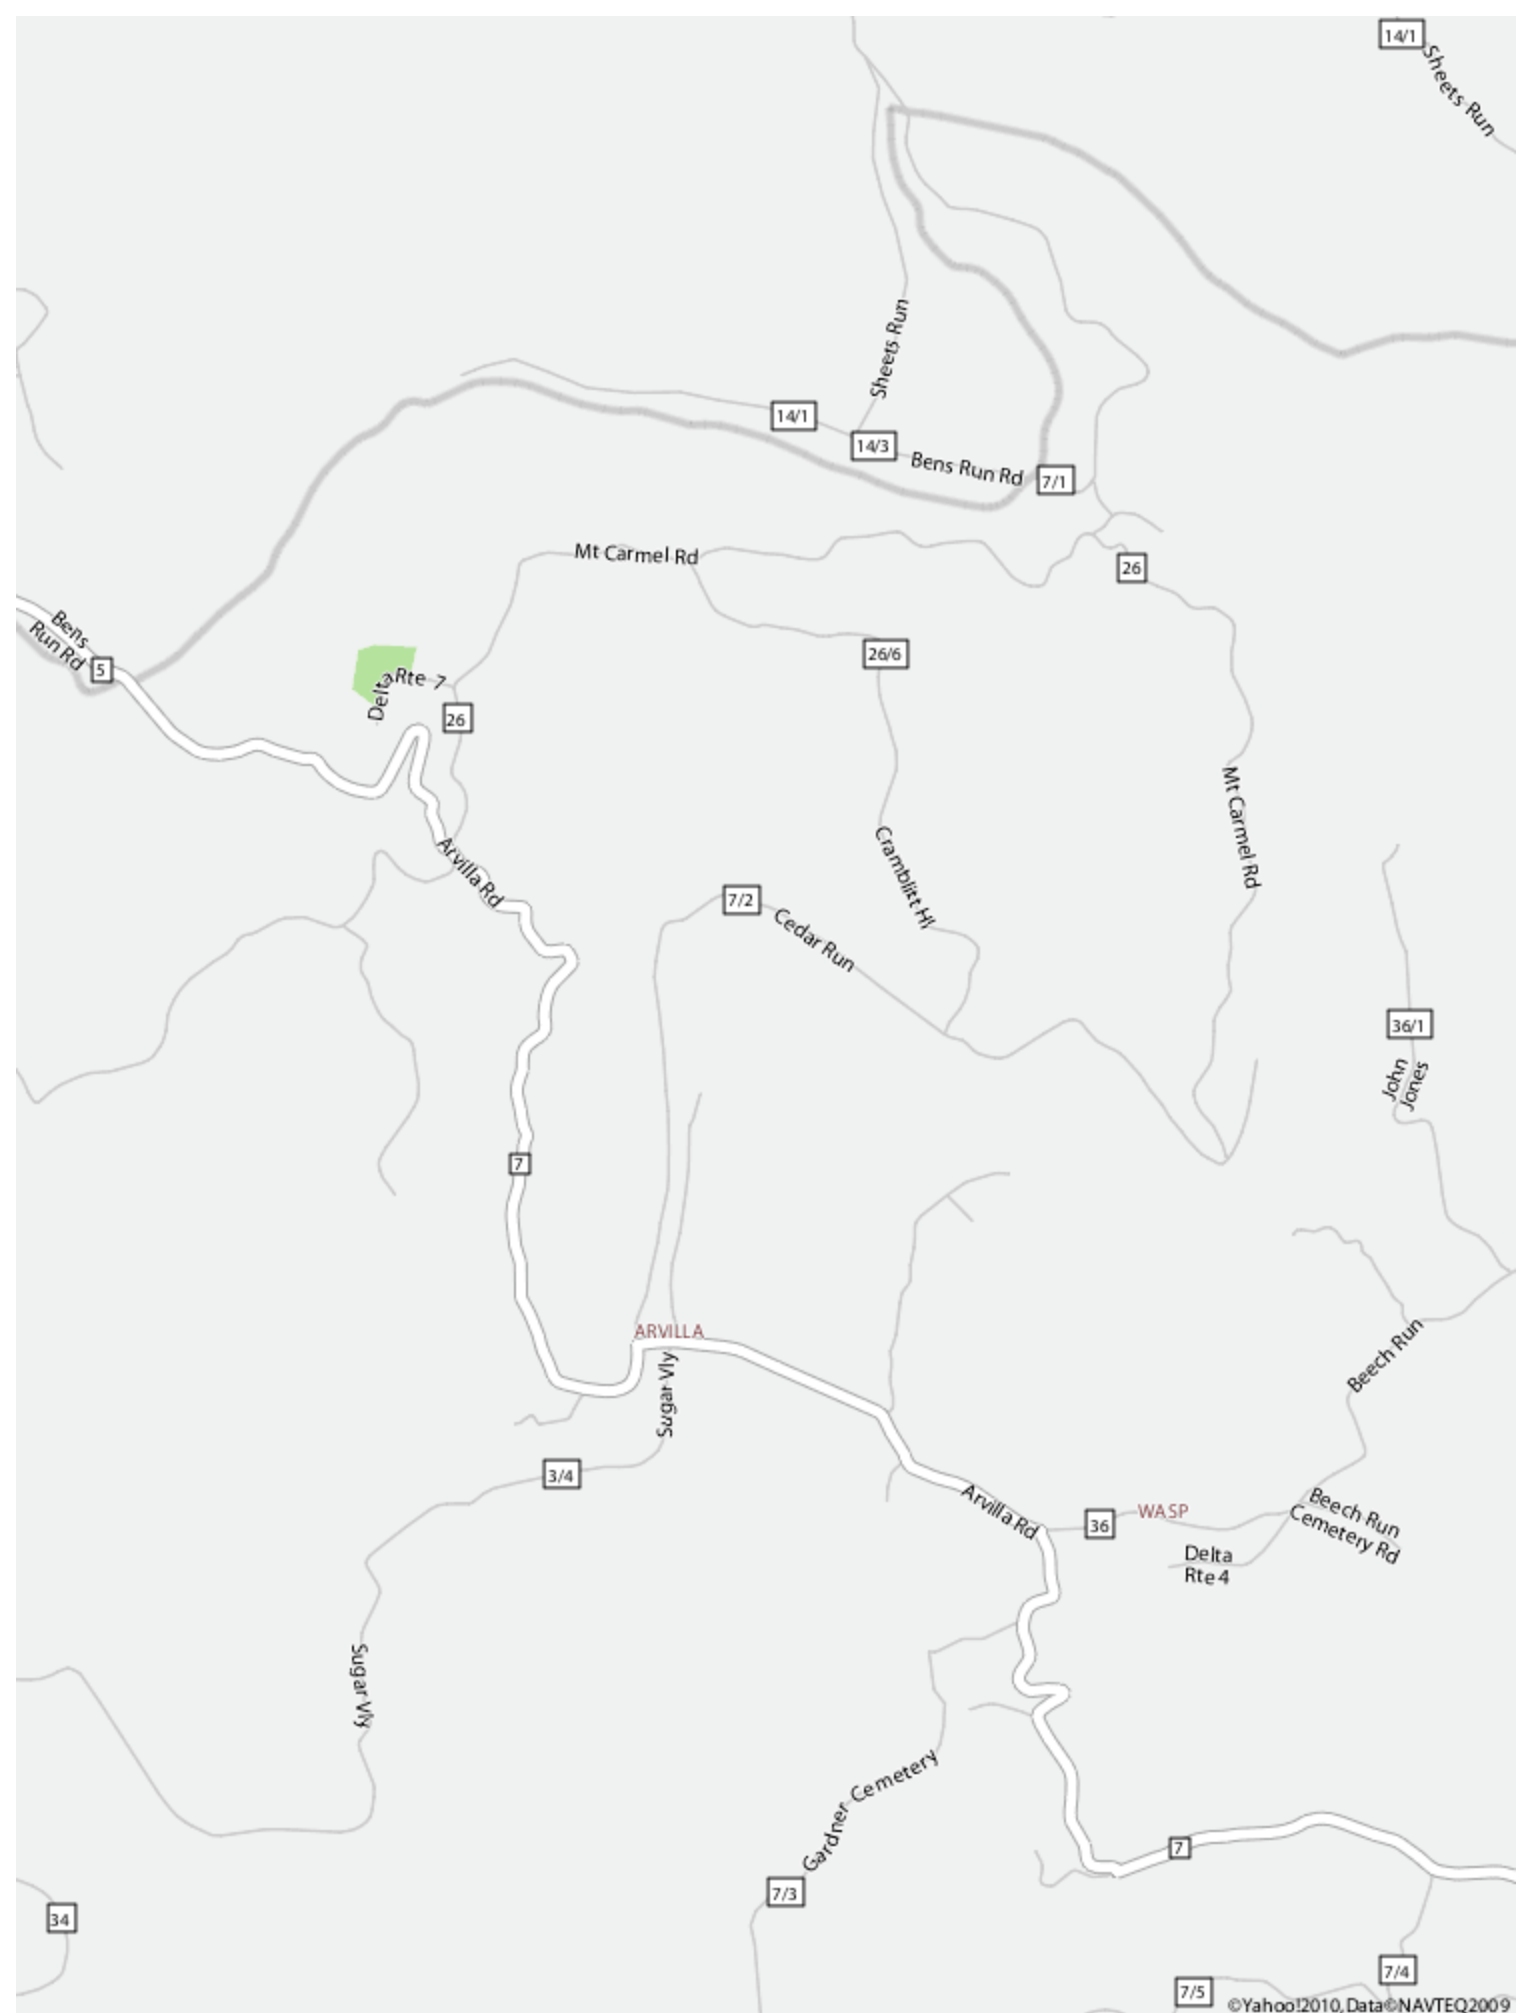 14/1
Sheets Run
Sheets Run
14/1
14/3
Bens Run Rd
7/1
Mt Carmel Rd
26
Bens
Run Rd
5
26/6
Delta Rte 7
26
Mt Carmel Rd
Cramblitt Hl
Arvilla Rd
7/2
Cedar Run
36/1
John
Jones
7
ARVILLA
Sugar Vly
Beech Run
3/4
Arvilla Rd
36
WASP
Beech Run
Cemetery Rd
Delta
Rte 4
Sugar Vly
Gardner Cemetery
7
7/3
34
7/4
7/5
©Yahoo!2010, Data©NAVTEQ2009